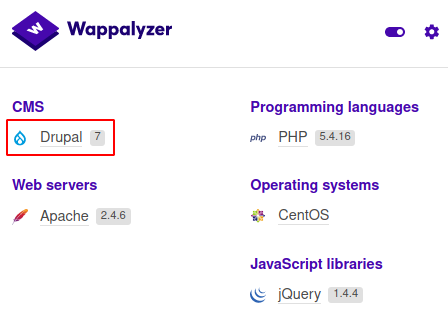 Wappalyzer
CMS
Drupal 7
Web servers
Apache 2.4.6
Programming languages
php PHP 5.4.16
Operating systems
CentOS
JavaScript libraries
jQuery 1.4.4